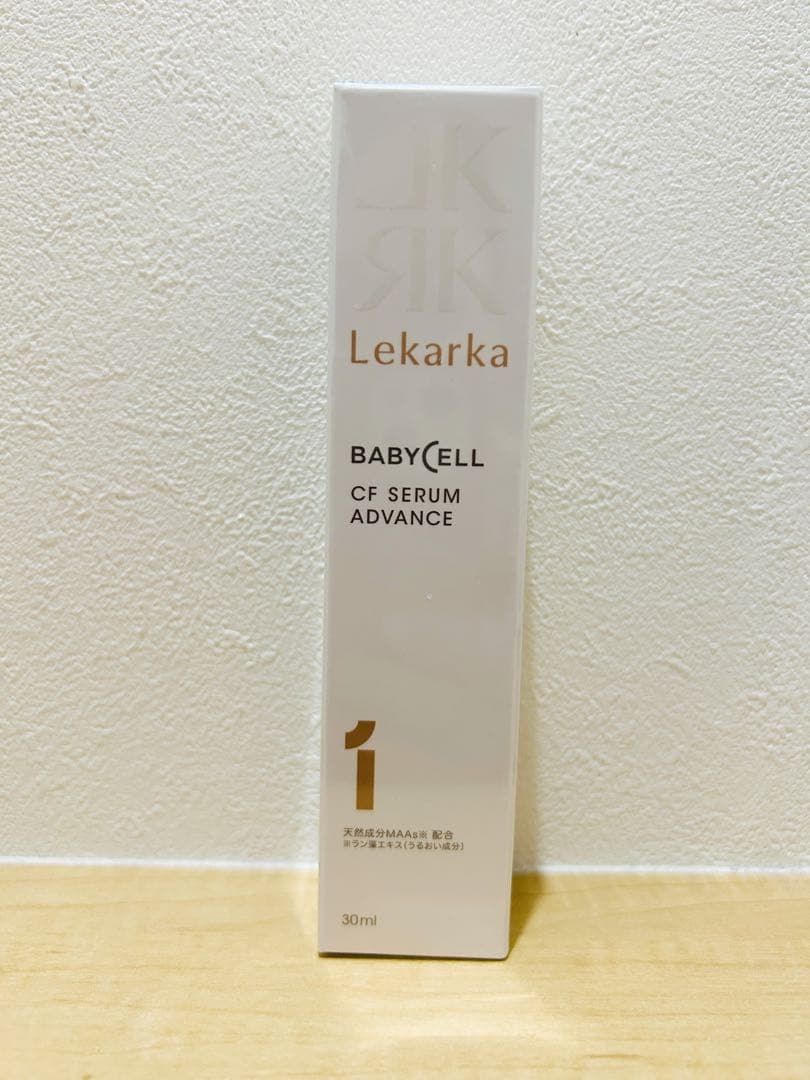 Lekarka
BABYCELL
CF SERUM
ADVANCE
1
天然成分MAAs※ 配合
※ラン藻エキス(うるおい成分)
30ml